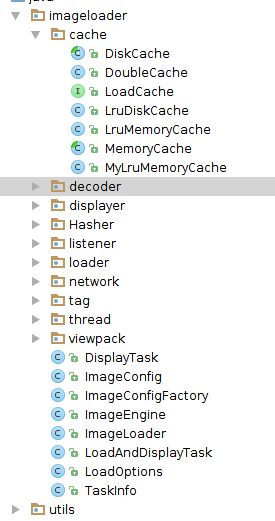 imageloader
cache
DiskCache
DoubleCache
LoadCache
LruDiskCache
LruMemoryCache
MemoryCache
MyLruMemoryCache
decoder
displayer
Hasher
listener
loader
network
tag
thread
viewpack
DisplayTask
ImageConfig
ImageConfigFactory
ImageEngine
ImageLoader
LoadAndDisplayTask
LoadOptions
TaskInfo
utils